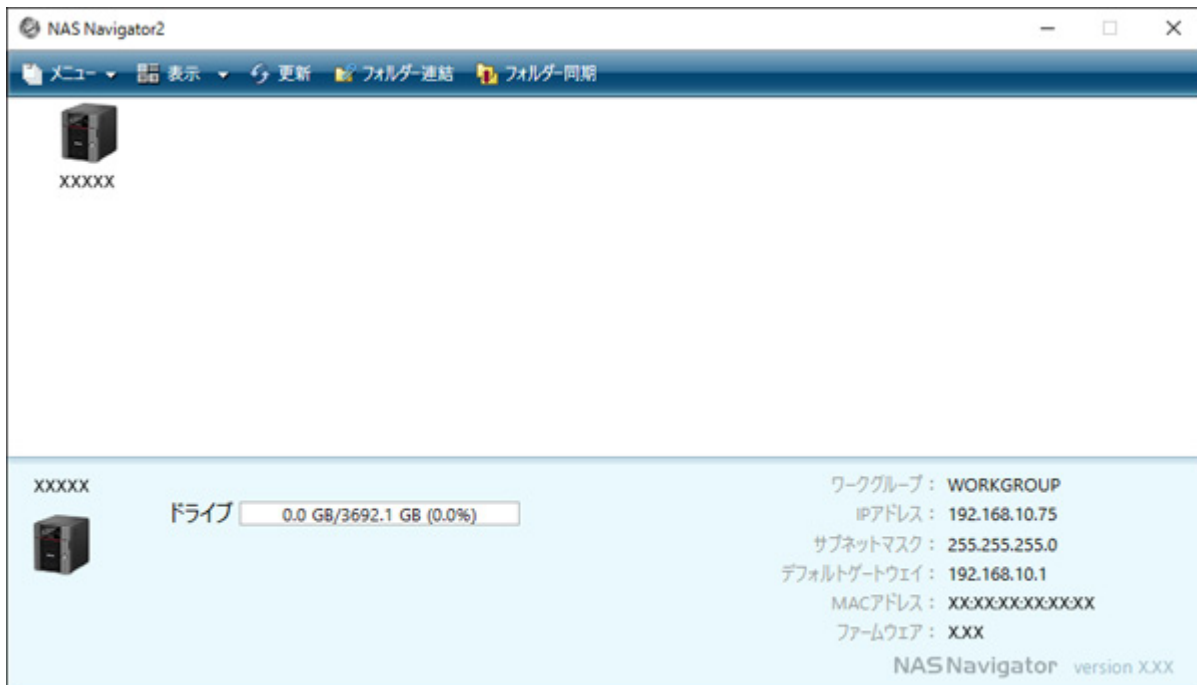 NAS Navigator2
メニュー 表示 更新 フォルダー連結 フォルダー同期
XXXXX
XXXXX
ドライブ 0.0 GB/3692.1 GB (0.0%)
ワークグループ： WORKGROUP
IPアドレス： 192.168.10.75
サブネットマスク： 255.255.255.0
デフォルトゲートウェイ： 192.168.10.1
MACアドレス： XX:XX:XX:XX:XX:XX
ファームウェア： X.XX
NAS Navigator version X.XX